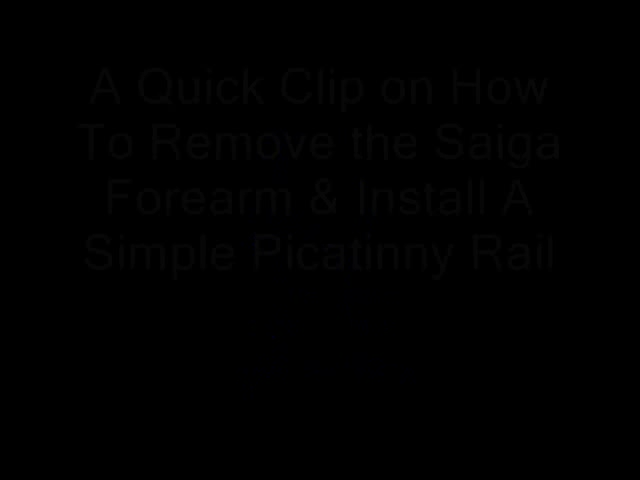 A Quick Clip on How
To Remove the Saiga
Forearm & Install A
Simple Picatinny Rail